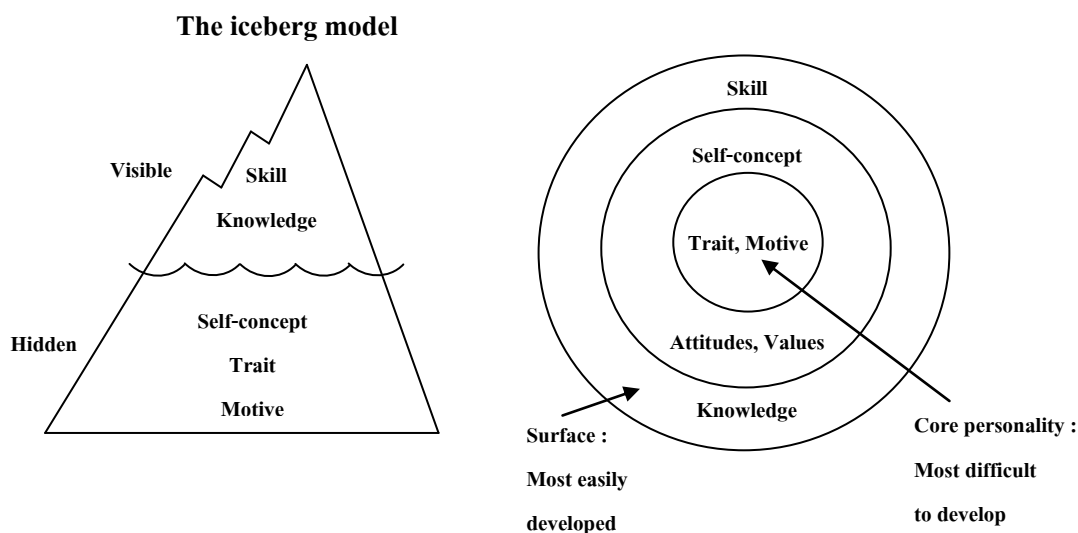 The iceberg model
Visible
Skill
Knowledge
Hidden
Self-concept
Trait
Motive
Skill
Self-concept
Trait, Motive
Attitudes, Values
Knowledge
Surface :
Most easily
developed
Core personality :
Most difficult
to develop